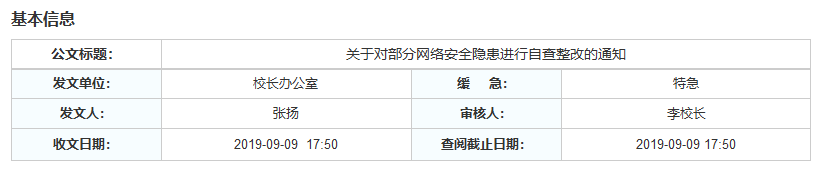 基本信息
公文标题： 关于对部分网络安全隐患进行自查整改的通知
发文单位： 校长办公室 缓 急： 特急
发文人： 张扬 审核人： 李校长
收文日期： 2019-09-09 17:50 查阅截止日期： 2019-09-09 17:50